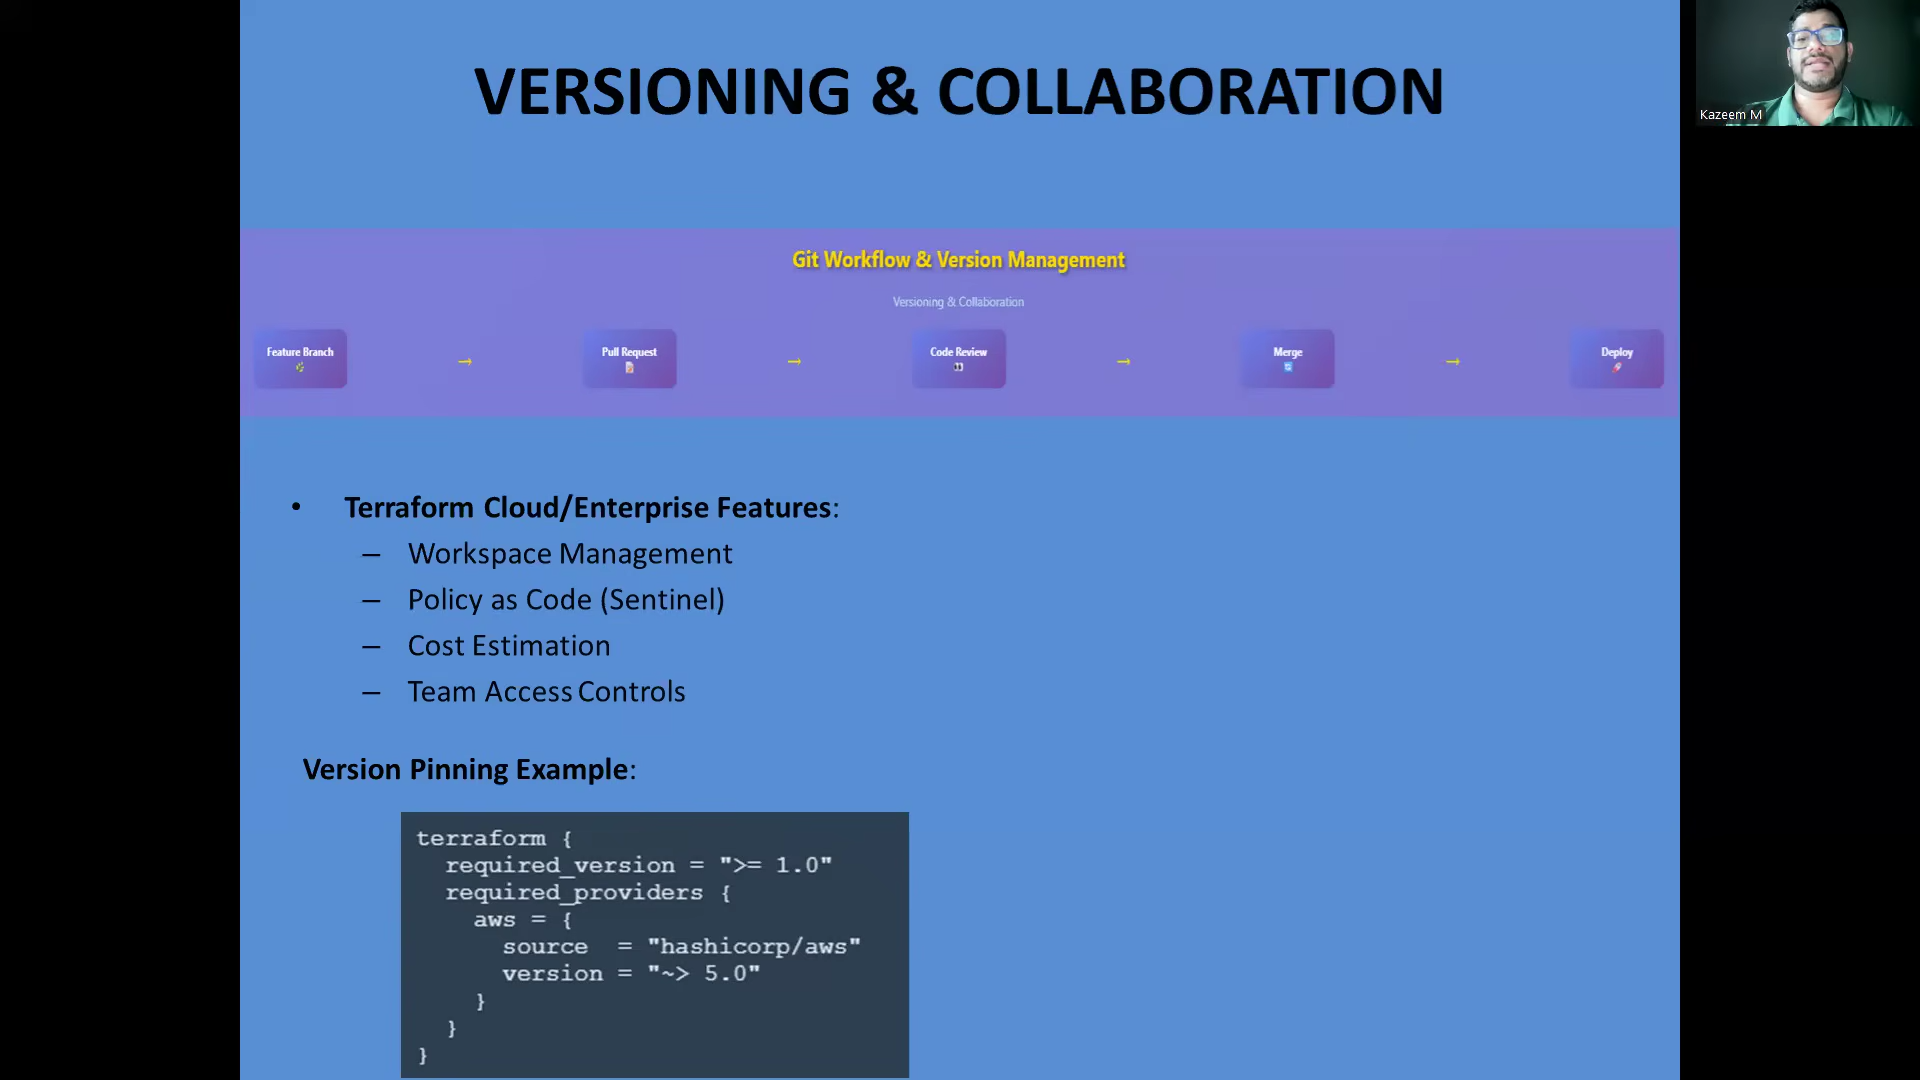 VERSIONING & COLLABORATION
Kazeem M
Git Workflow & Version Management
Versioning & Collaboration
Feature Branch
→
Pull Request
→
Code Review
→
Merge
→
Deploy
• Terraform Cloud/Enterprise Features:
– Workspace Management
– Policy as Code (Sentinel)
– Cost Estimation
– Team Access Controls
Version Pinning Example:
terraform {
  required_version = ">= 1.0"
  required_providers {
    aws = {
      source  = "hashicorp/aws"
      version = "~> 5.0"
    }
  }
}